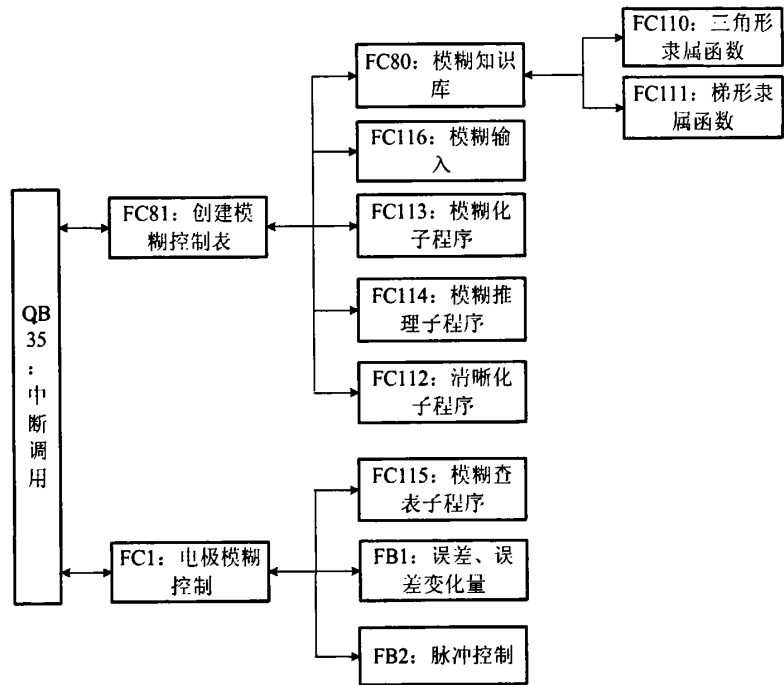 FC110：三角形
隶属函数
FC80：模糊知识
库
FC111：梯形隶
属函数
FC116：模糊输
入
FC81：创建模
糊控制表
FC113：模糊化
子程序
FC114：模糊推
理子程序
QB
35
：
中
断
调
用
FC112：清晰化
子程序
FC115：模糊查
表子程序
FC1：电极模糊
控制
FB1：误差、误
差变化量
FB2：脉冲控制